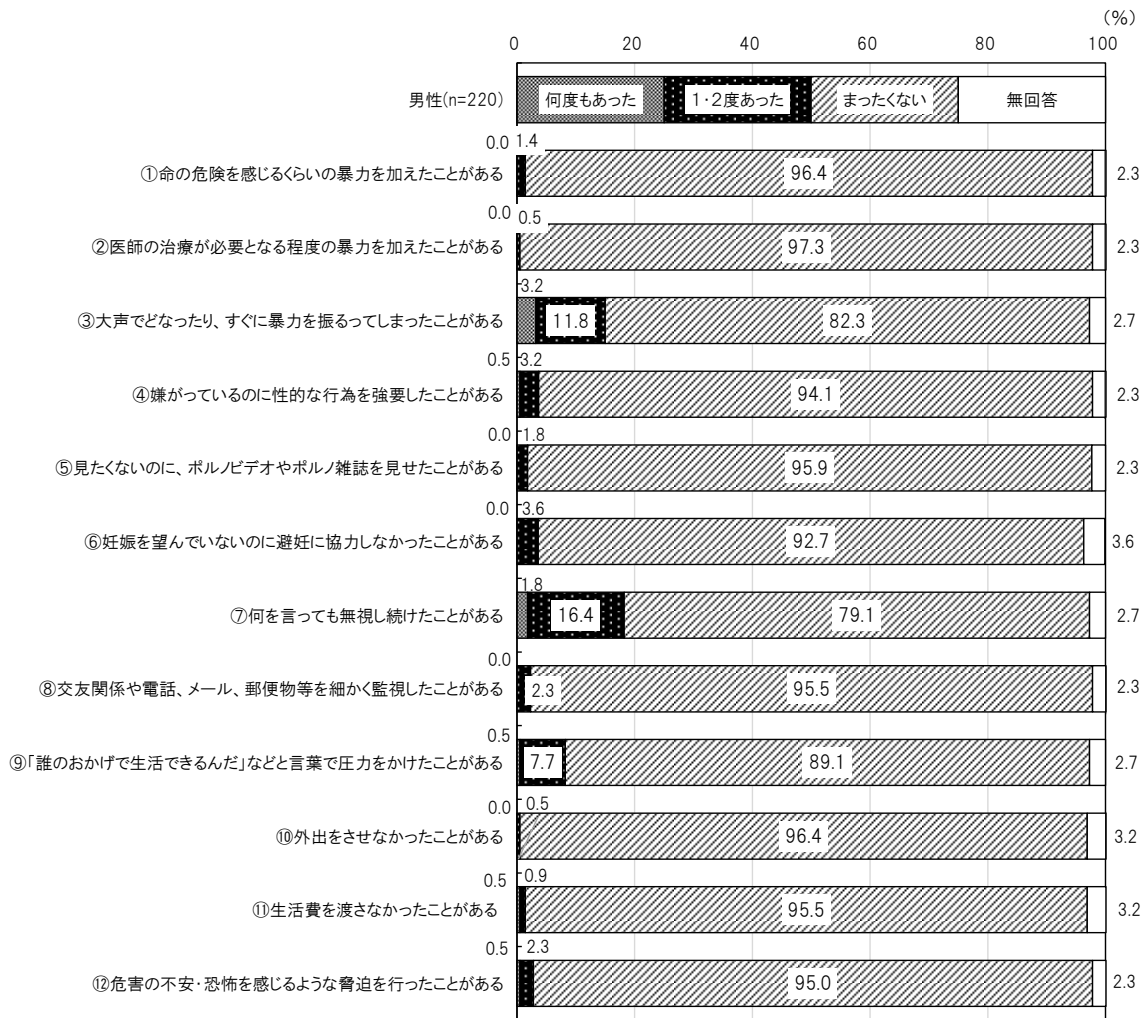 (%)
0 20 40 60 80 100
男性(n=220) 何度もあった 1・2度あった まったくない 無回答
0.0 1.4
①命の危険を感じるくらいの暴力を加えたことがある 96.4 2.3
0.0 0.5
②医師の治療が必要となる程度の暴力を加えたことがある 97.3 2.3
3.2
③大声でどなったり、すぐに暴力を振るってしまったことがある 11.8 82.3 2.7
0.5 3.2
④嫌がっているのに性的な行為を強要したことがある 94.1 2.3
0.0 1.8
⑤見たくないのに、ポルノビデオやポルノ雑誌を見せたことがある 95.9 2.3
0.0 3.6
⑥妊娠を望んでいないのに避妊に協力しなかったことがある 92.7 3.6
1.8
⑦何を言っても無視し続けたことがある 16.4 79.1 2.7
0.0
⑧交友関係や電話、メール、郵便物等を細かく監視したことがある 2.3 95.5 2.3
0.5
⑨「誰のおかげで生活できるんだ」などと言葉で圧力をかけたことがある 7.7 89.1 2.7
0.0 0.5
⑩外出をさせなかったことがある 96.4 3.2
0.5 0.9
⑪生活費を渡さなかったことがある 95.5 3.2
0.5 2.3
⑫危害の不安・恐怖を感じるような脅迫を行ったことがある 95.0 2.3